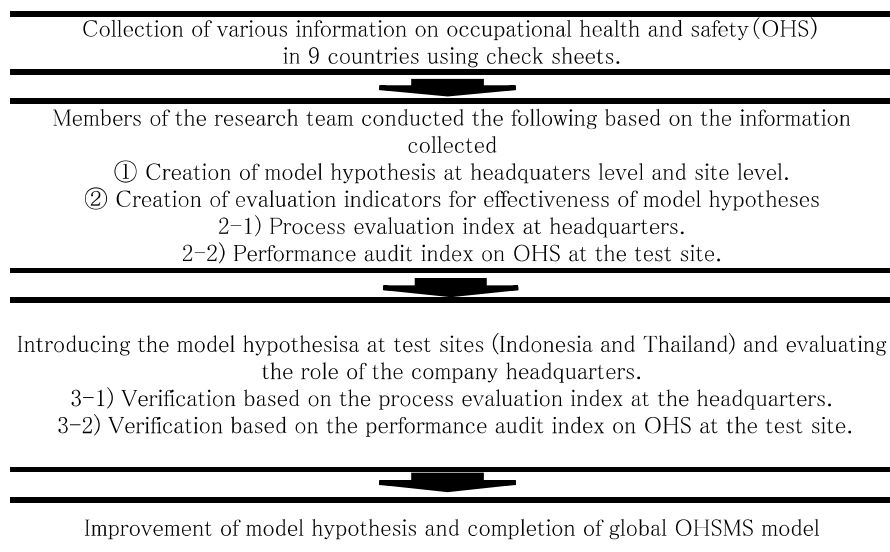 Collection of various information on occupational health and safety(OHS)
in 9 countries using check sheets.
Members of the research team conducted the following based on the information
collected
① Creation of model hypothesis at headquaters level and site level.
② Creation of evaluation indicators for effectiveness of model hypotheses
2-1) Process evaluation index at headquarters.
2-2) Performance audit index on OHS at the test site.
Introducing the model hypothesisa at test sites (Indonesia and Thailand) and evaluating
the role of the company headquarters.
3-1) Verification based on the process evaluation index at the headquarters.
3-2) Verification based on the performance audit index on OHS at the test site.
Improvement of model hypothesis and completion of global OHSMS model